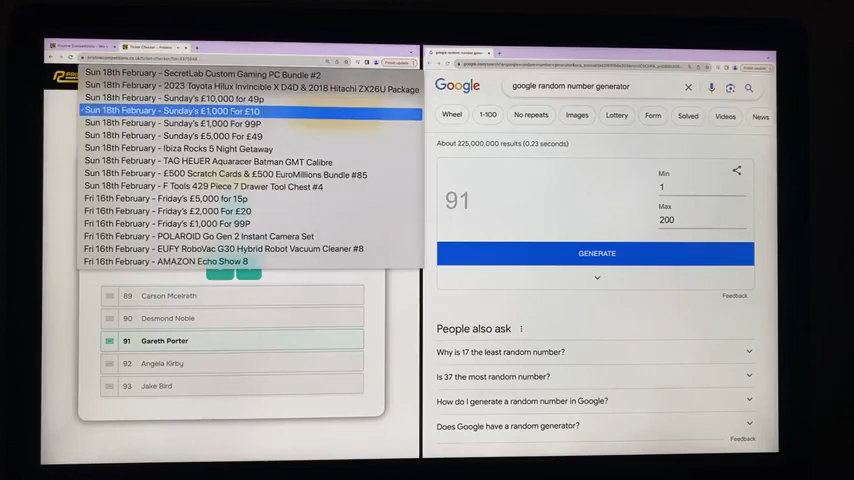 Sun 18th February - SecretLab Custom Gaming PC Bundle #2
Sun 18th February - 2023 Toyota Hilux Invincible X D4D & 2018 Hitachi ZX26U Package
Sun 18th February - Sunday's £10,000 for 49p
Sun 18th February - Sunday's £1,000 For £10
Sun 18th February - Sunday's £1,000 For 99P
Sun 18th February - Sunday's £5,000 for £49
Sun 18th February - Ibiza Rocks 5 Night Getaway
Sun 18th February - TAG HEUER Aquaracer Batman GMT Calibre
Sun 18th February - £500 Scratch Cards & £500 EuroMillions Bundle #85
Sun 18th February - F Tools 429 Piece 7 Drawer Tool Chest #4
Fri 16th February - Friday's £5,000 for 15p
Fri 16th February - Friday's £2,000 For £20
Fri 16th February - Friday's £1,000 For 99P
Fri 16th February - POLAROID Go Gen 2 Instant Camera Set
Fri 16th February - EUFY RoboVac G30 Hybrid Robot Vacuum Cleaner #8
Fri 16th February - AMAZON Echo Show 8
89 Carson Mcelrath
90 Desmond Noble
91 Gareth Porter
92 Angela Kirby
93 Jake Bird
Google
google random number generator
Wheel
1-100
No repeats
Images
Lottery
Form
Solved
Videos
News
About 225,000,000 results (0.23 seconds)
91
Min
1
Max
200
GENERATE
Feedback
People also ask
Why is 17 the least random number?
Is 37 the most random number?
How do I generate a random number in Google?
Does Google have a random generator?
Feedback